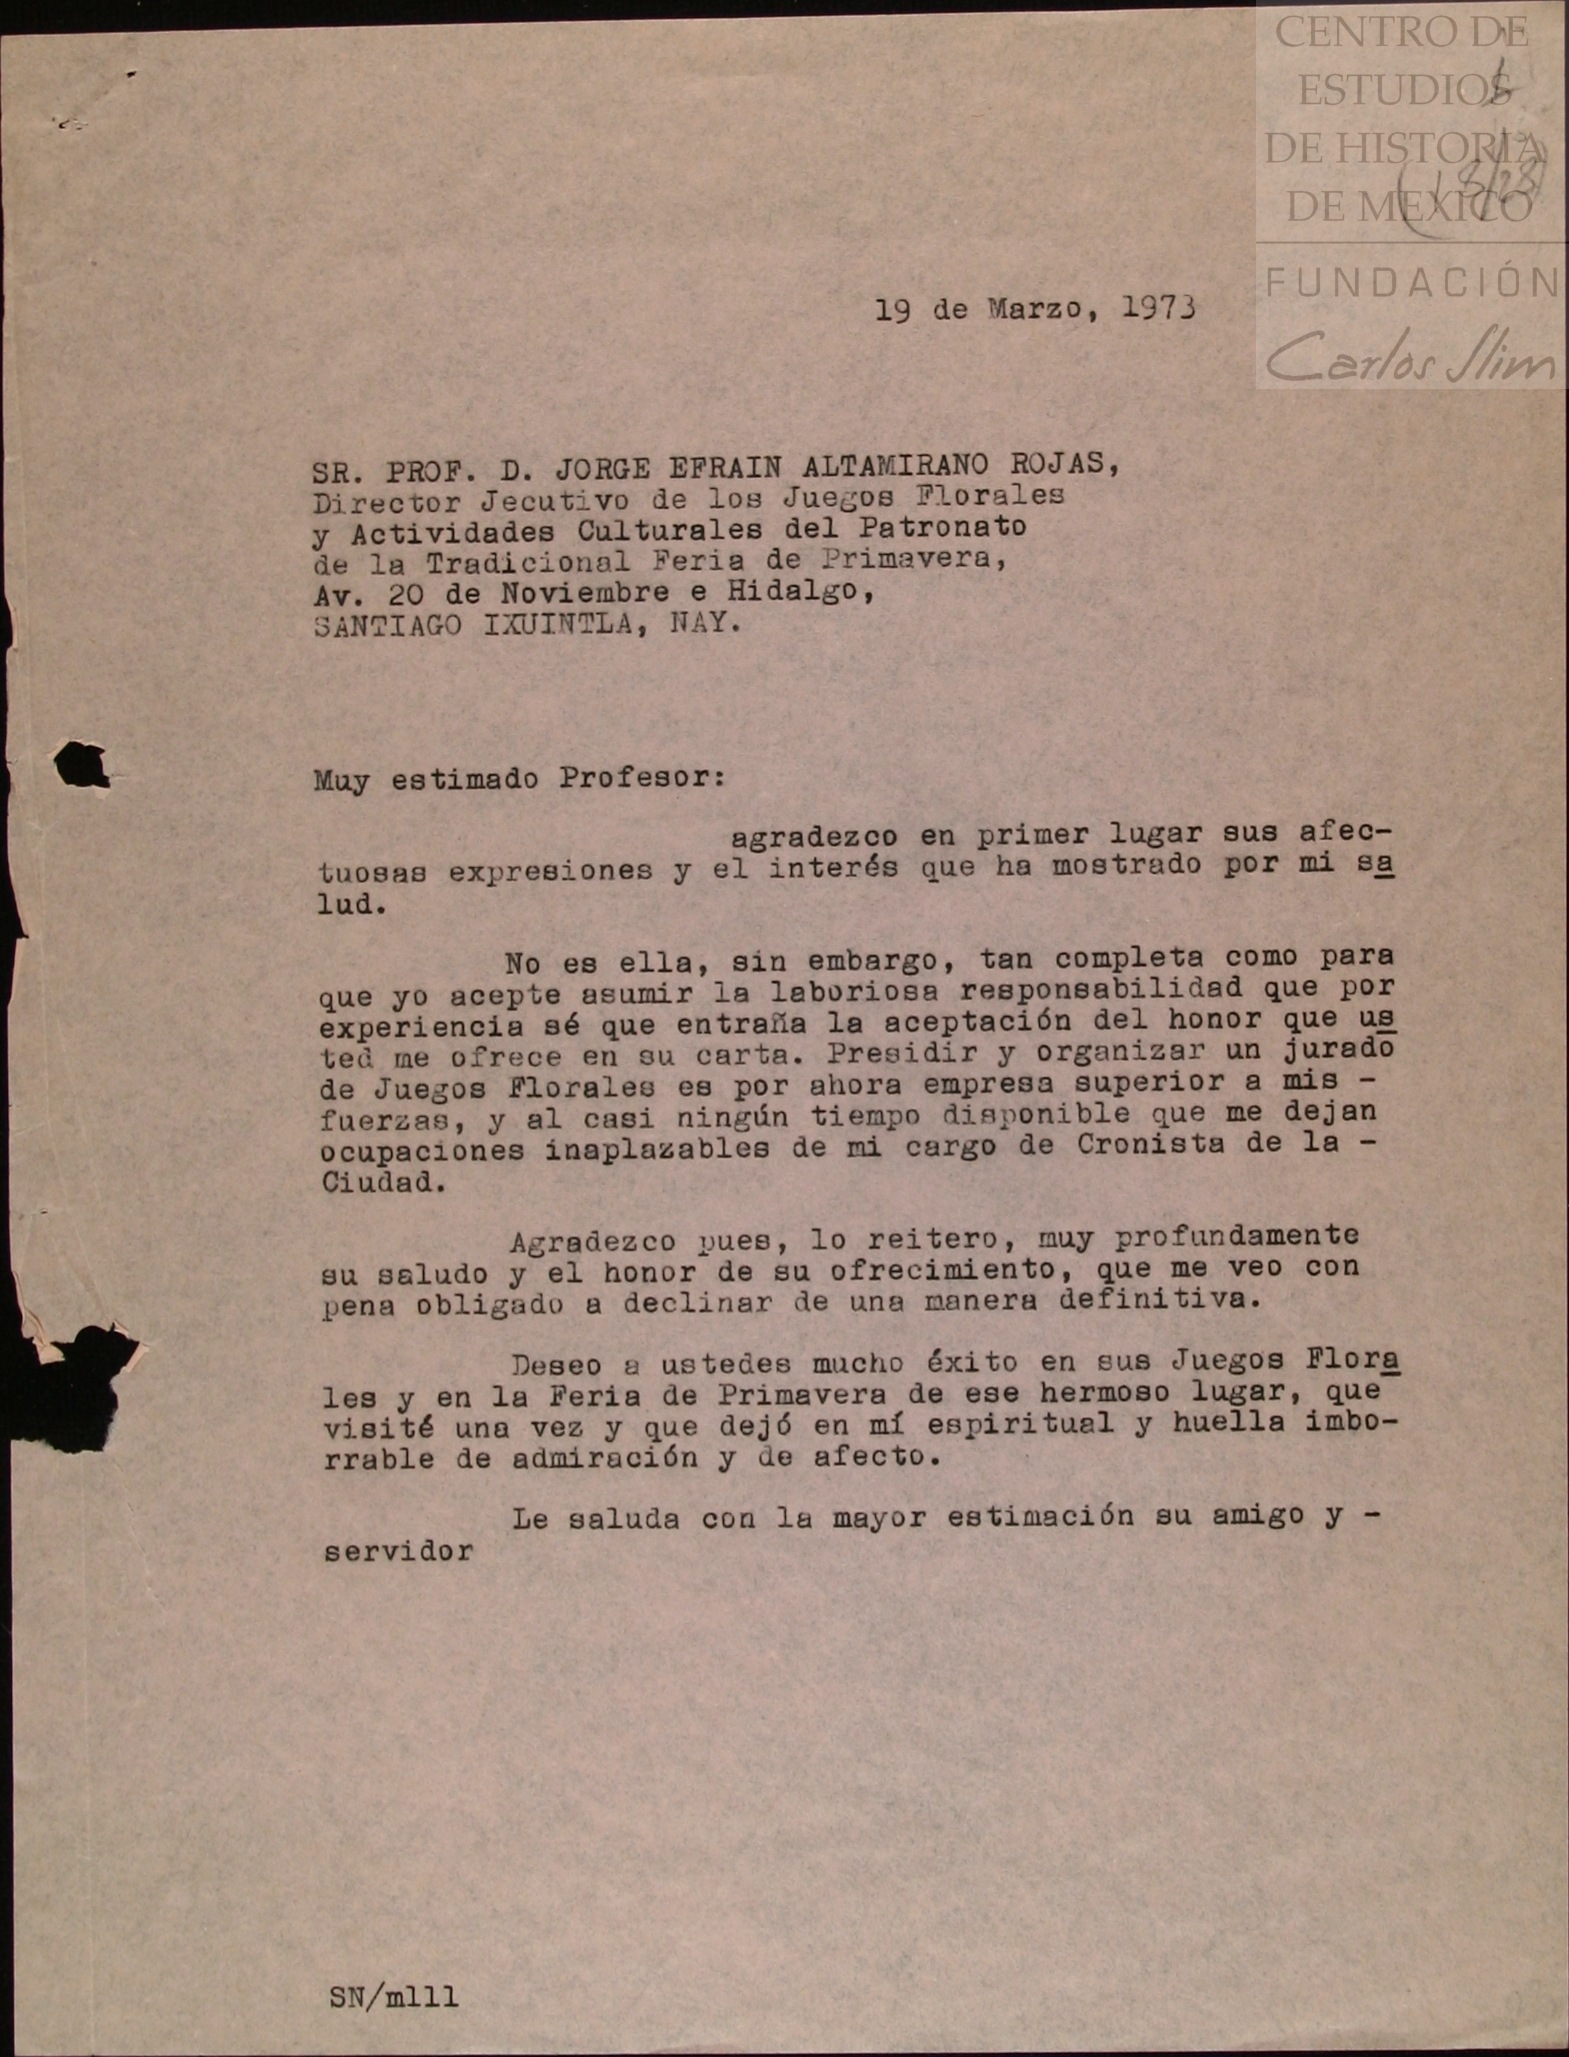 CENTRO DE
ESTUDIOS
DE HISTORIA
DE MEXICO
FUNDACIÓN
Carlos Slim
19 de Marzo, 1973
SR. PROF. D. JORGE EFRAIN ALTAMIRANO ROJAS,
Director Jecutivo de los Juegos Florales
y Actividades Culturales del Patronato
de la Tradicional Feria de Primavera,
Av. 20 de Noviembre e Hidalgo,
SANTIAGO IXUINTLA, NAY.
Muy estimado Profesor:
agradezco en primer lugar sus afec-
tuosas expresiones y el interés que ha mostrado por mi sa
lud.
No es ella, sin embargo, tan completa como para
que yo acepte asumir la laboriosa responsabilidad que por
experiencia sé que entraña la aceptación del honor que us
ted me ofrece en su carta. Presidir y organizar un jurado
de Juegos Florales es por ahora empresa superior a mis -
fuerzas, y al casi ningún tiempo disponible que me dejan
ocupaciones inaplazables de mi cargo de Cronista de la -
Ciudad.
Agradezco pues, lo reitero, muy profundamente
su saludo y el honor de su ofrecimiento, que me veo con
pena obligado a declinar de una manera definitiva.
Deseo a ustedes mucho éxito en sus Juegos Flora
les y en la Feria de Primavera de ese hermoso lugar, que
visité una vez y que dejó en mí espiritual y huella imbo-
rrable de admiración y de afecto.
Le saluda con la mayor estimación su amigo y -
servidor
SN/mlll